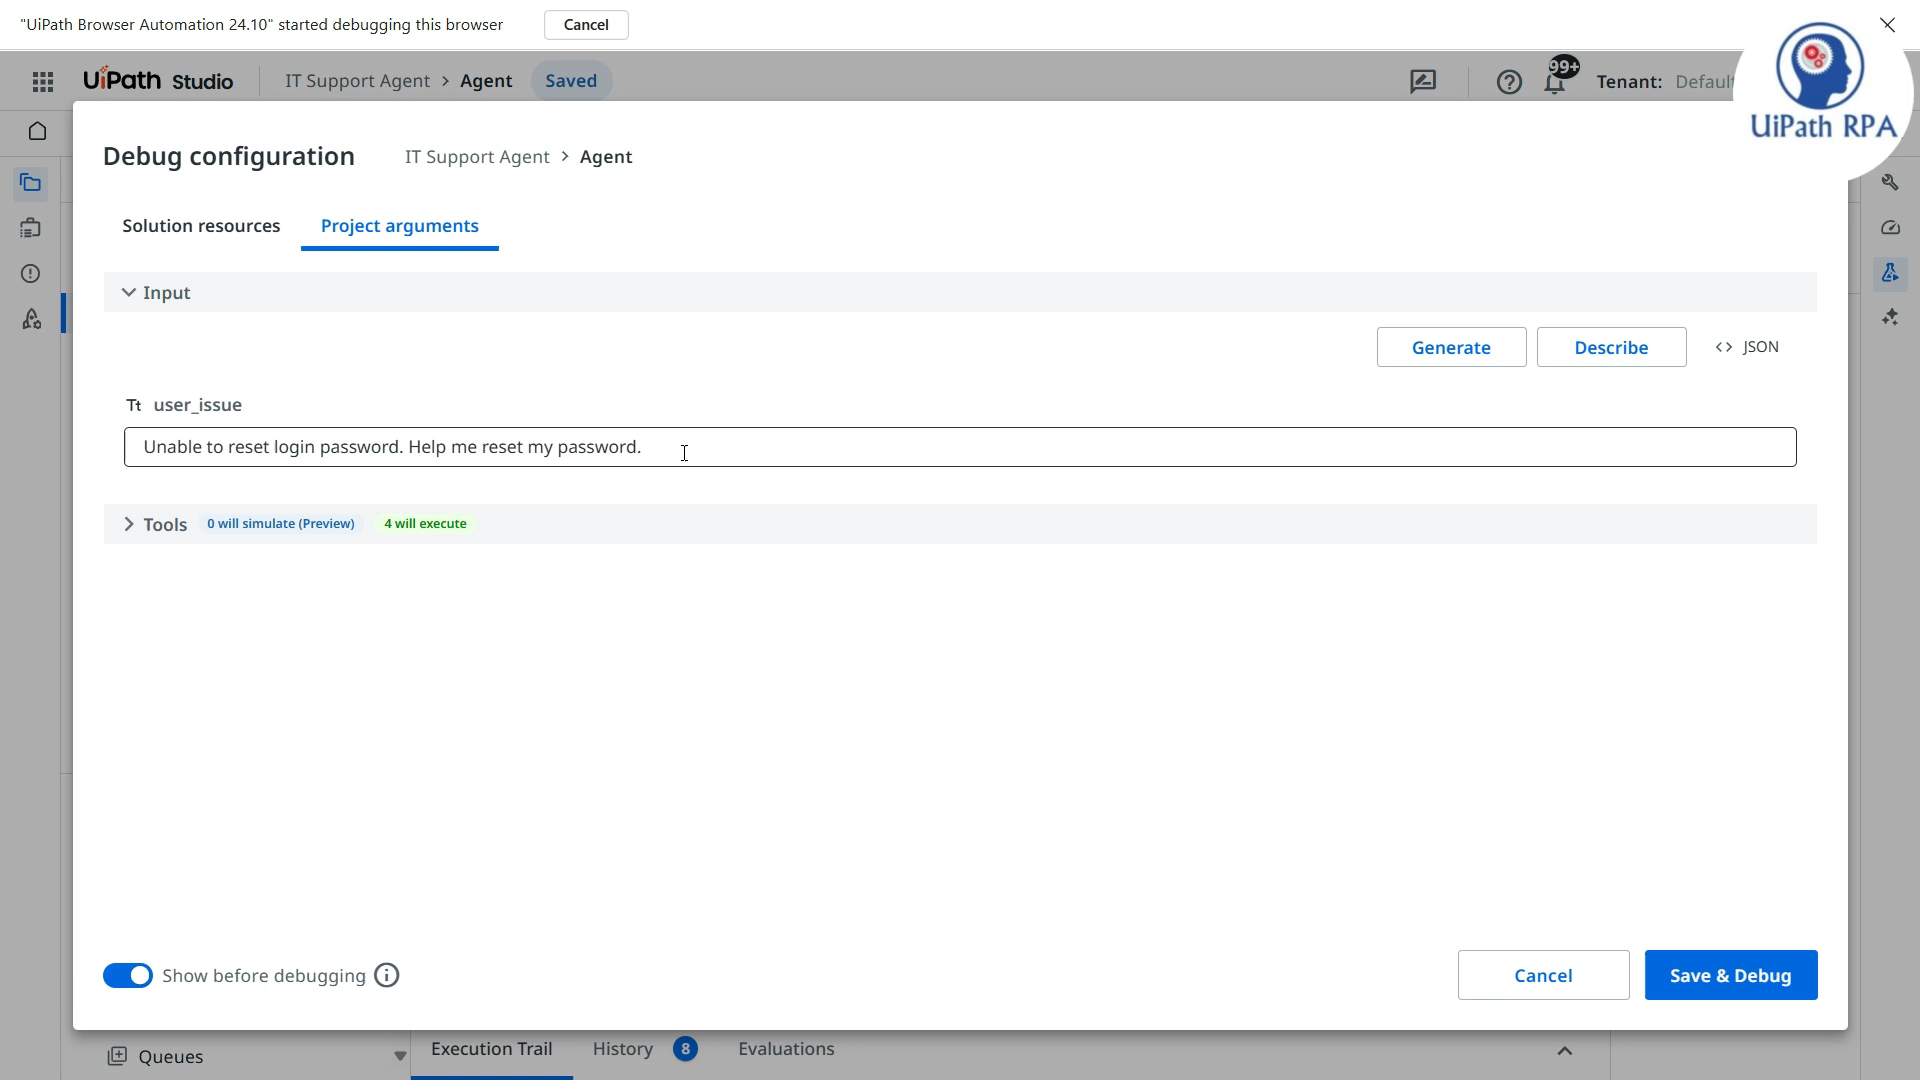 "UiPath Browser Automation 24.10" started debugging this browser
Cancel
UiPath Studio
IT Support Agent > Agent
Saved
99+
Tenant: Default
UiPath RPA
Debug configuration
IT Support Agent > Agent
Solution resources
Project arguments
Input
Generate
Describe
<> JSON
Tt user_issue
Unable to reset login password. Help me reset my password.
Tools
0 will simulate (Preview)
4 will execute
Show before debugging
Cancel
Save & Debug
Queues
Execution Trail
History 8
Evaluations